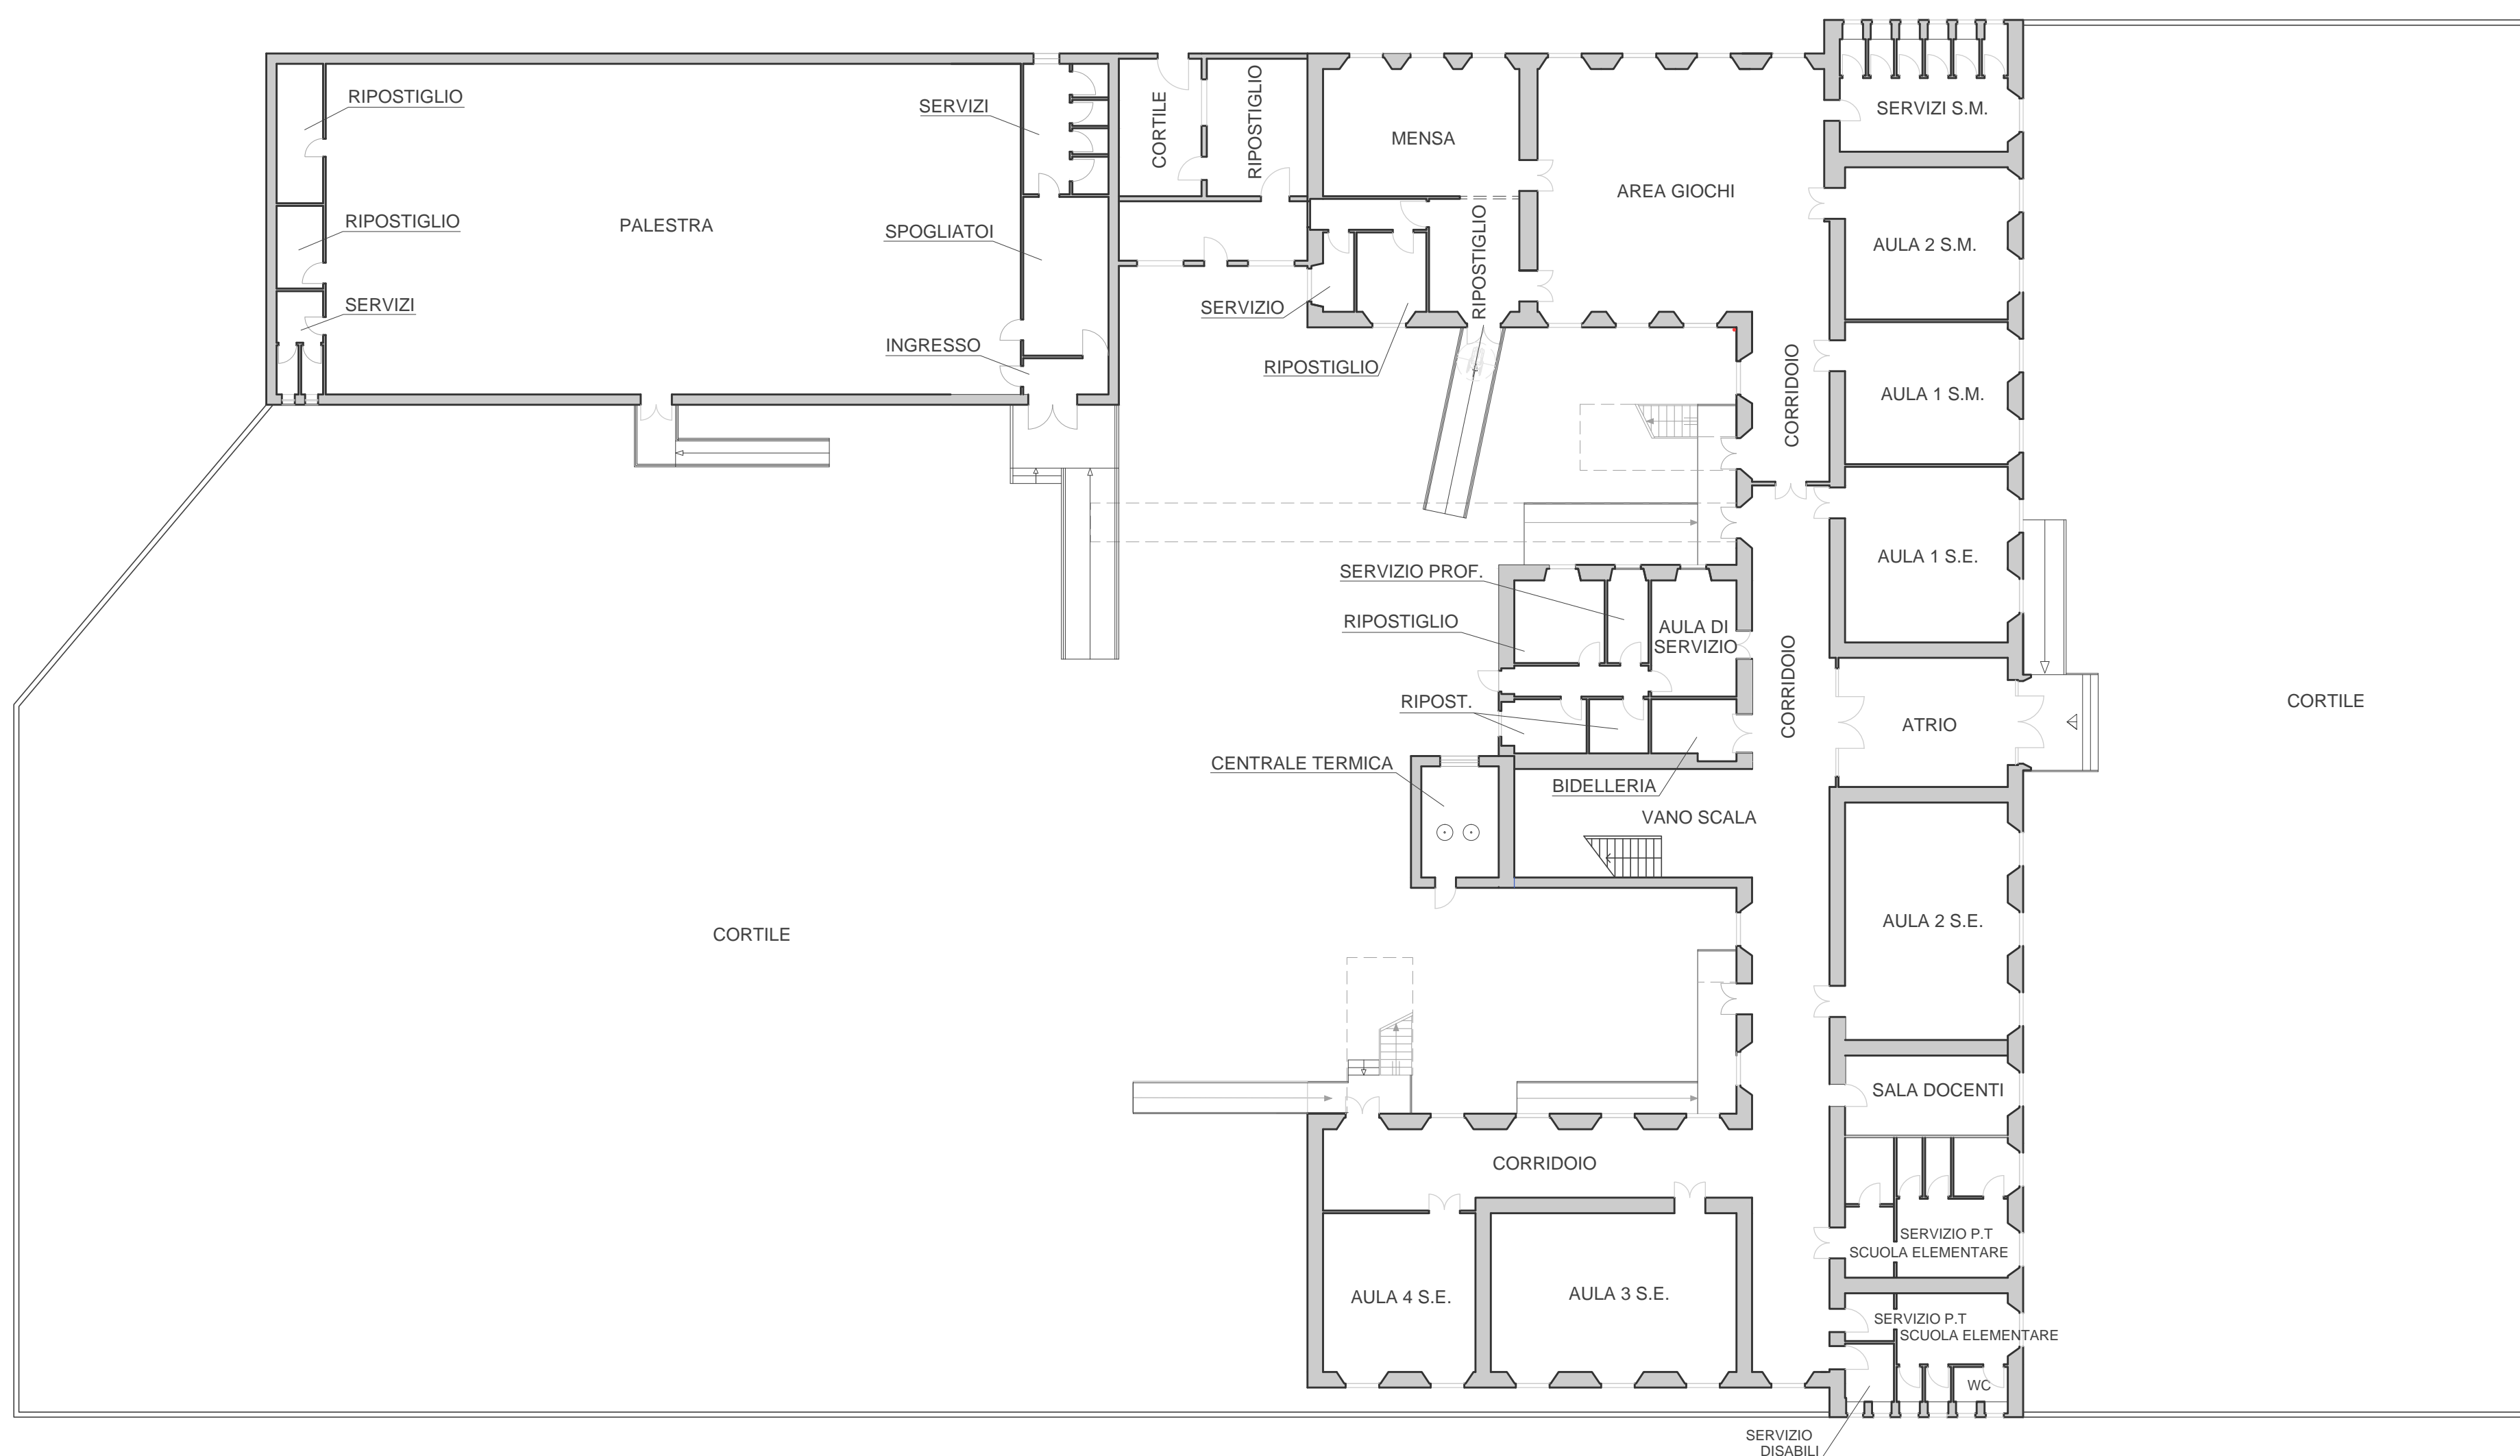 RIPOSTIGLIO
SERVIZI
CORTILE
RIPOSTIGLIO
MENSA
AREA GIOCHI
SERVIZI S.M.
RIPOSTIGLIO
PALESTRA
SPOGLIATOI
RIPOSTIGLIO
AULA 2 S.M.
SERVIZI
SERVIZIO
INGRESSO
RIPOSTIGLIO
CORRIDOIO
AULA 1 S.M.
AULA 1 S.E.
SERVIZIO PROF.
RIPOSTIGLIO
AULA DI
SERVIZIO
CORRIDOIO
RIPOST.
ATRIO
CORTILE
CENTRALE TERMICA
BIDELLERIA
VANO SCALA
CORTILE
AULA 2 S.E.
SALA DOCENTI
CORRIDOIO
SERVIZIO P.T
SCUOLA ELEMENTARE
AULA 4 S.E.
AULA 3 S.E.
SERVIZIO P.T
SCUOLA ELEMENTARE
WC
SERVIZIO
DISABILI